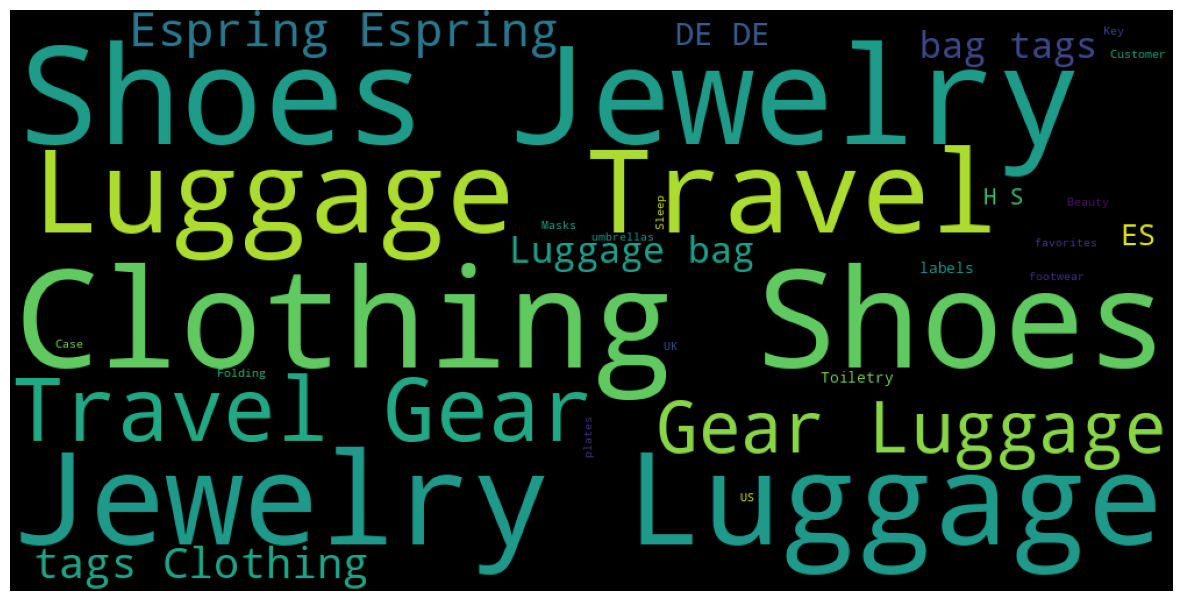 Espring Espring
DE DE
bag tags
Key
Customer
Shoes Jewelry
Luggage Travel
H S
Sleep
Beauty
Masks
umbrellas
ES
favorites
Luggage bag
labels
footwear
Clothing Shoes
Case
UK
Folding
Toiletry
Travel Gear
Gear Luggage
plates
Jewelry Luggage
US
tags Clothing